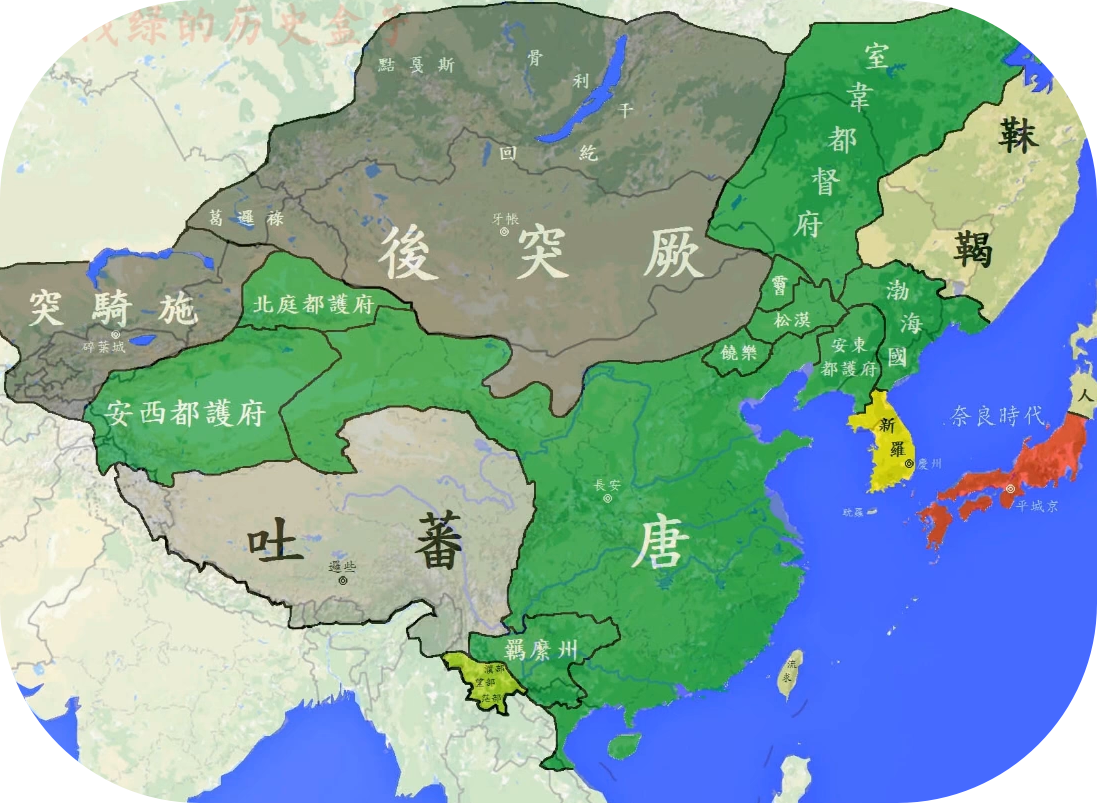 浅绿的历史盒子
黠戛斯
骨利干
回紇
葛邏祿
牙帳
後突厥
室韋都督府
靺鞨
突騎施
碎葉城
北庭都護府
安西都護府
霫
松漠
饒樂
渤海國
安東
都護府
新羅
慶州
耽羅
奈良時代
人
平城京
長安
唐
吐蕃
邏些
羈縻州
流求